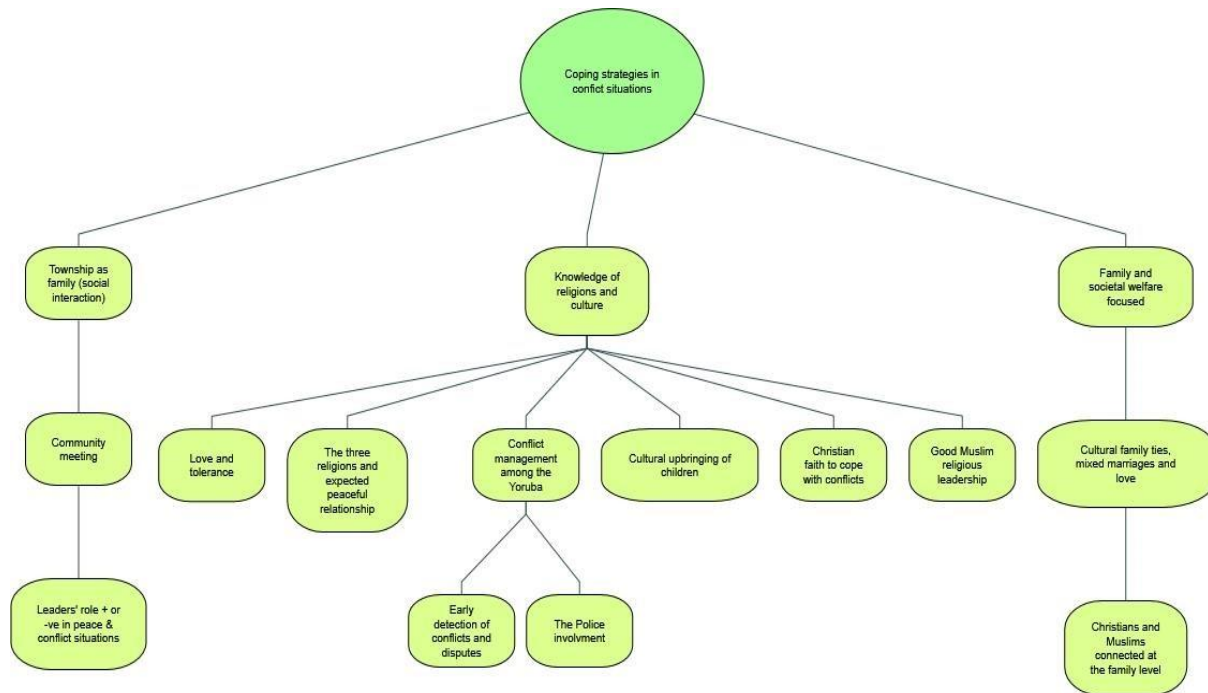 Coping strategies in
confict situations
Township as
family (social
interaction)
Knowledge of
religions and
culture
Family and
societal welfare
focused
Community
meeting
Love and
tolerance
The three
religions and
expected
peaceful
relationship
Conflict
management
among the
Yoruba
Cultural upbringing of
children
Christian
faith to cope
with conflicts
Good Muslim
religious
leadership
Cultural family ties,
mixed marriages and
love
Leaders' role + or
-ve in peace &
conflict situations
Early
detection of
conflicts and
disputes
The Police
involvment
Christians and
Muslims
connected at
the family level